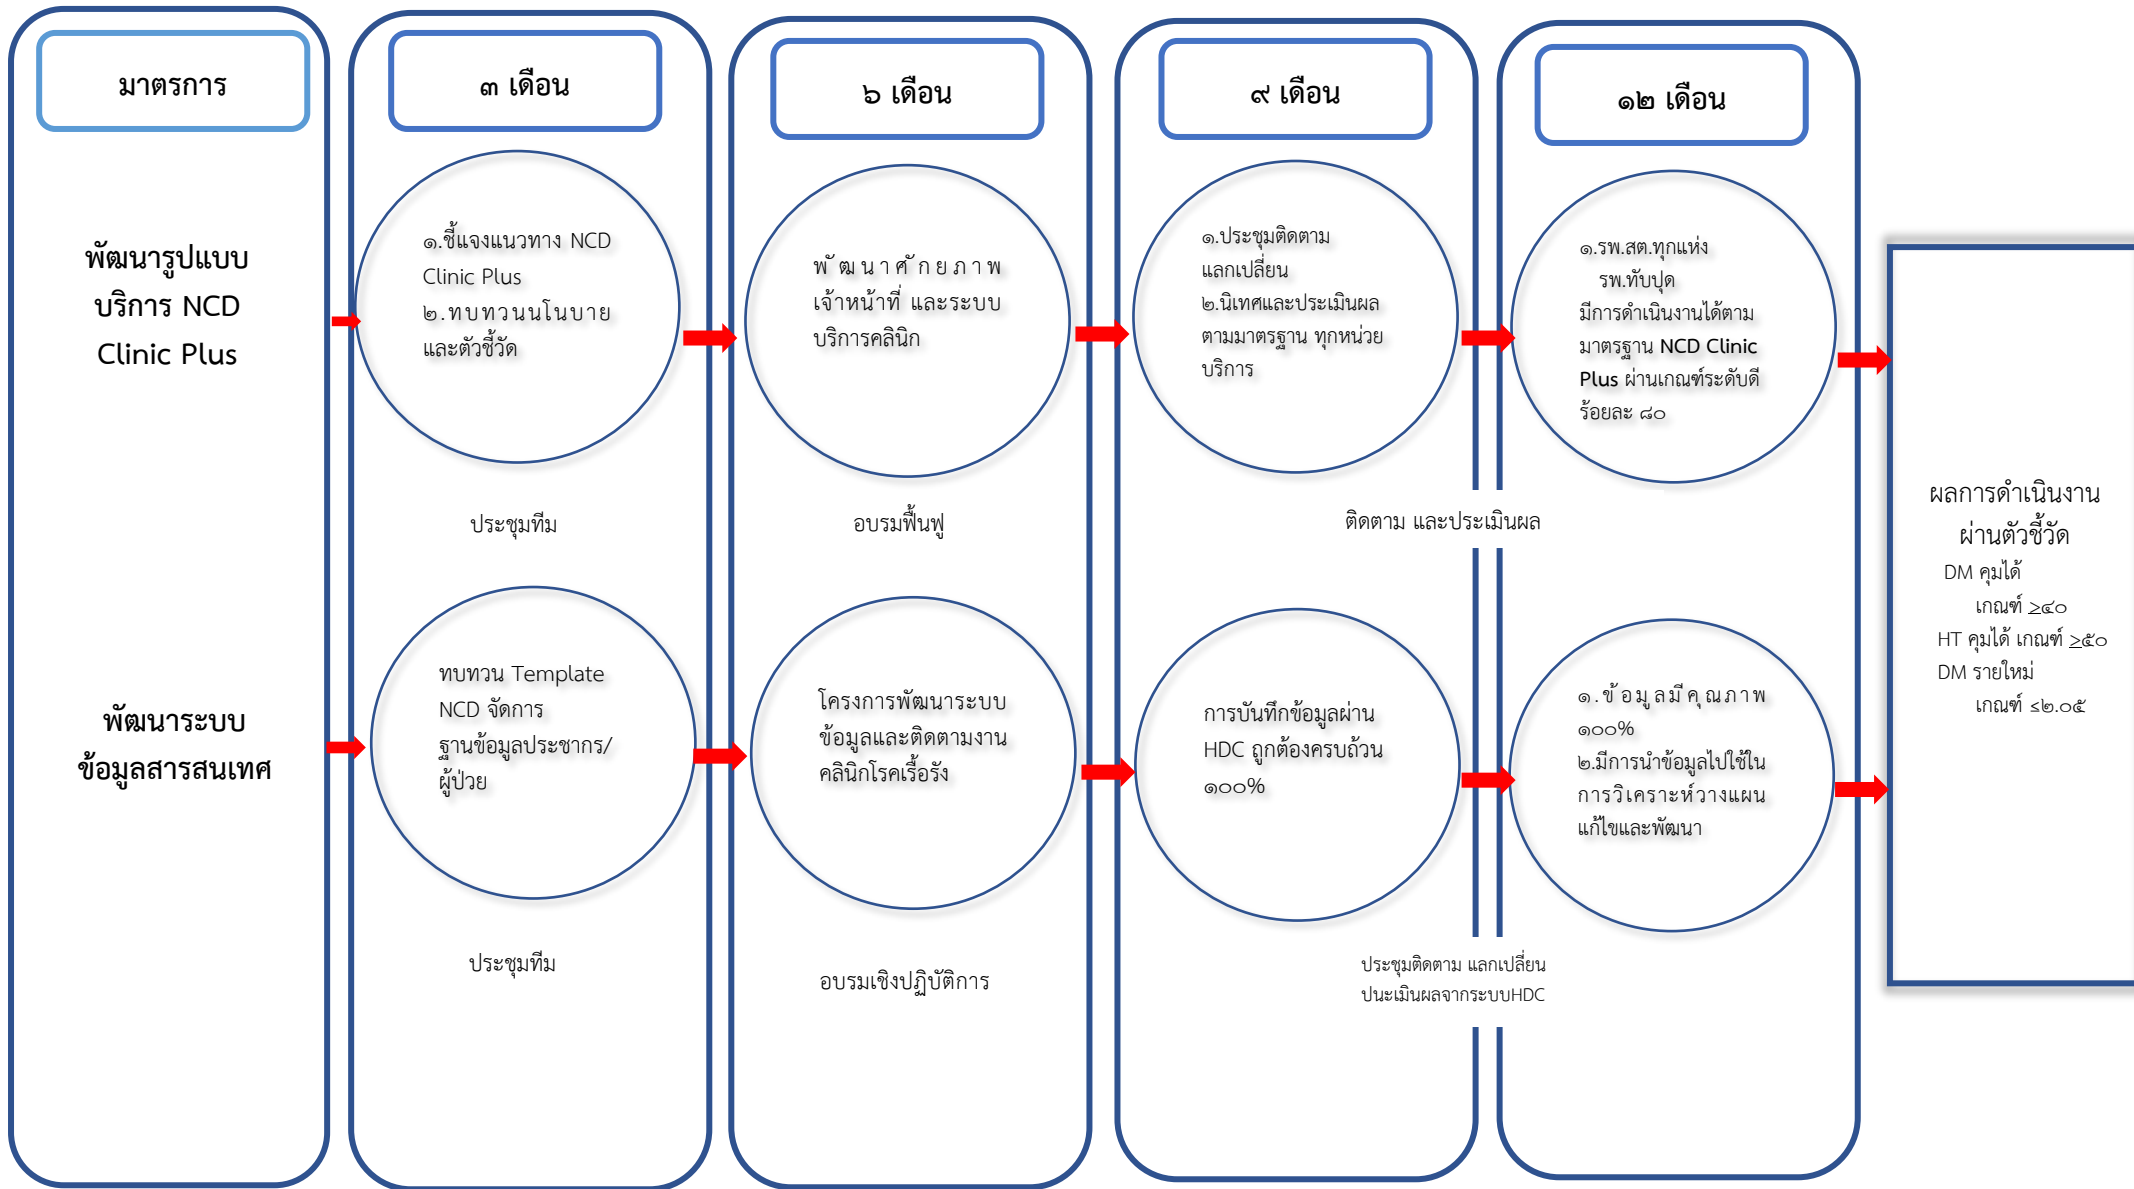 มาตรการ
๓ เดือน
๖ เดือน
๙ เดือน
๑๒ เดือน
พัฒนารูปแบบ
บริการ NCD
Clinic Plus
๑.ชี้แจงแนวทาง NCD
Clinic Plus
๒.ทบทวนนโนบาย
และตัวชี้วัด
พัฒนาศักยภาพ
เจ้าหน้าที่ และระบบ
บริการคลินิก
๑.ประชุมติดตาม
แลกเปลี่ยน
๒.นิเทศและประเมินผล
ตามมาตรฐาน ทุกหน่วย
บริการ
๑.รพ.สต.ทุกแห่ง
รพ.ทับปุด
มีการดำเนินงานได้ตาม
มาตรฐาน NCD Clinic
Plus ผ่านเกณฑ์ระดับดี
ร้อยละ ๘๐
ประชุมทีม
อบรมฟื้นฟู
ติดตาม และประเมินผล
พัฒนาระบบ
ข้อมูลสารสนเทศ
ทบทวน Template
NCD จัดการ
ฐานข้อมูลประชากร/
ผู้ป่วย
โครงการพัฒนาระบบ
ข้อมูลและติดตามงาน
คลินิกโรคเรื้อรัง
การบันทึกข้อมูลผ่าน
HDC ถูกต้องครบถ้วน
๑๐๐%
๑.ข้อมูลมีคุณภาพ
๑๐๐%
๒.มีการนำข้อมูลไปใช้ใน
การวิเคราะห์วางแผน
แก้ไขและพัฒนา
ประชุมทีม
อบรมเชิงปฏิบัติการ
ประชุมติดตาม แลกเปลี่ยน
ปนะเมินผลจากระบบHDC
ผลการดำเนินงาน
ผ่านตัวชี้วัด
DM คุมได้
เกณฑ์ ≥๔๐
HT คุมได้ เกณฑ์ ≥๕๐
DM รายใหม่
เกณฑ์ ≤๒.๐๕